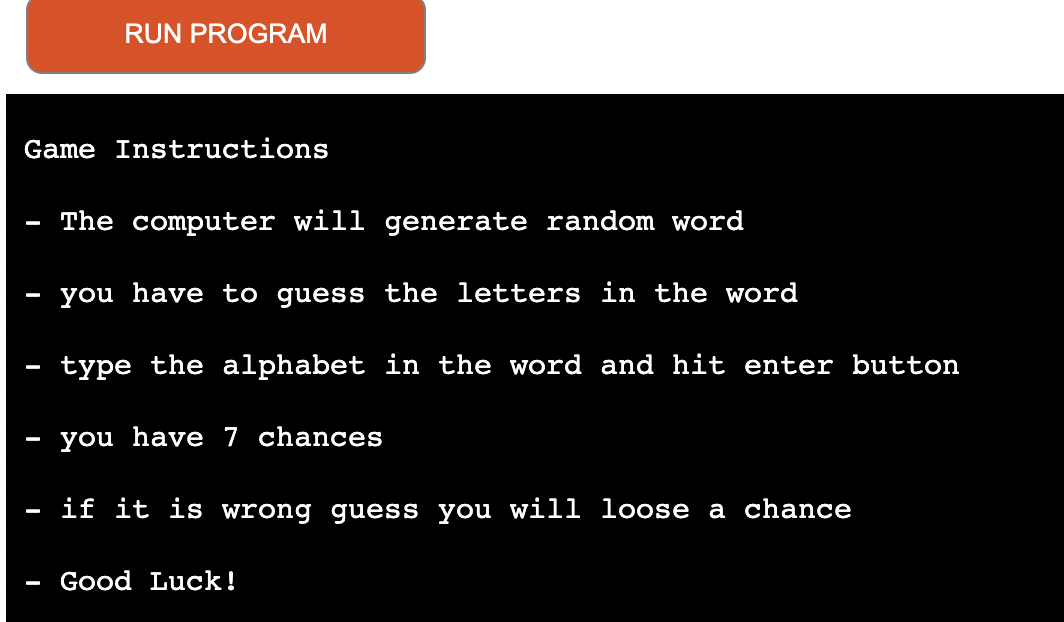 RUN PROGRAM
Game Instructions
- The computer will generate random word
- you have to guess the letters in the word
- type the alphabet in the word and hit enter button
- you have 7 chances
- if it is wrong guess you will loose a chance
- Good Luck!